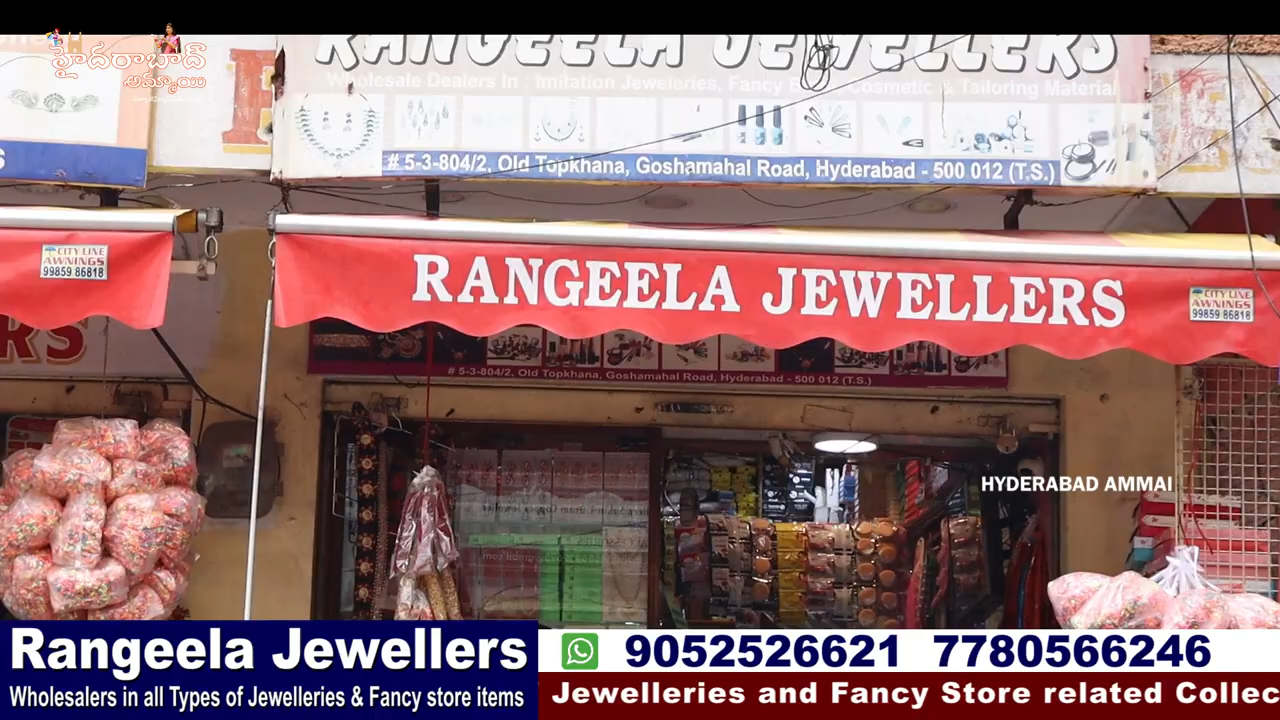 హైదరాబాద్
అమ్మాయి
RANGEELA JEWELLERS
Wholesale Dealers In : Imitation Jeweleries, Fancy Cosmetic & Tailoring Material
# 5-3-804/2, Old Topkhana, Goshamahal Road, Hyderabad - 500 012 (T.S.)
CITY LINE
AWNINGS
99859 86818
RANGEELA JEWELLERS
CITY LINE
AWNINGS
99859 86818
RS
# 5-3-804/2, Old Topkhana, Goshamahal Road, Hyderabad - 500 012 (T.S.)
HYDERABAD AMMAI
Rangeela Jewellers
Wholesalers in all Types of Jewelleries & Fancy store items
9052526621 7780566246
Jewelleries and Fancy Store related Collec